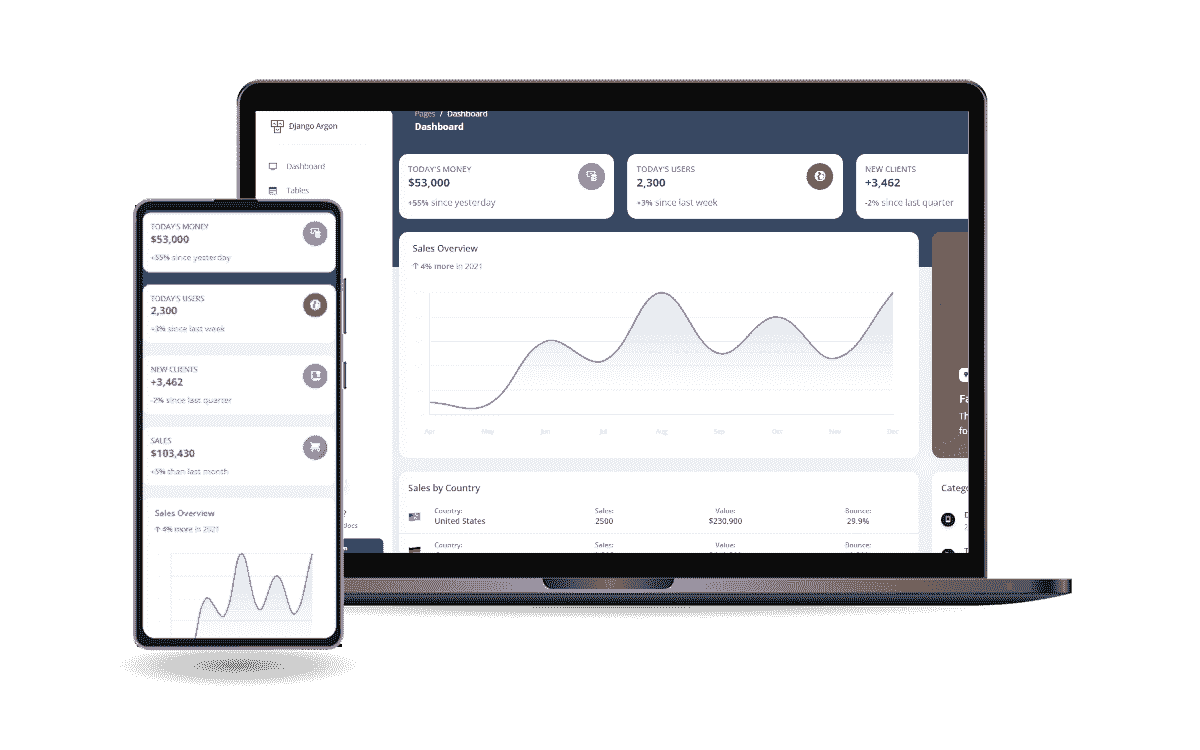 Django Argon
Dashboard
Tables
Pages / Dashboard
Dashboard
TODAY'S MONEY
$53,000
+55% since yesterday
TODAY'S USERS
2,300
+3% since last week
NEW CLIENTS
+3,462
-2% since last quarter
Sales Overview
↑ 4% more in 2021
Apr May Jun Jul Aug Sep Oct Nov Dec
Fa
Th
fo
Sales by Country
Country: Sales: Value: Bounce:
United States 2500 $230,900 29.9%
Country: Sales: Value: Bounce:
Catego
docs
TODAY'S MONEY
$53,000
+55% since yesterday
TODAY'S USERS
2,300
+3% since last week
NEW CLIENTS
+3,462
-2% since last quarter
SALES
$103,430
+5% than last month
Sales Overview
↑ 4% more in 2021